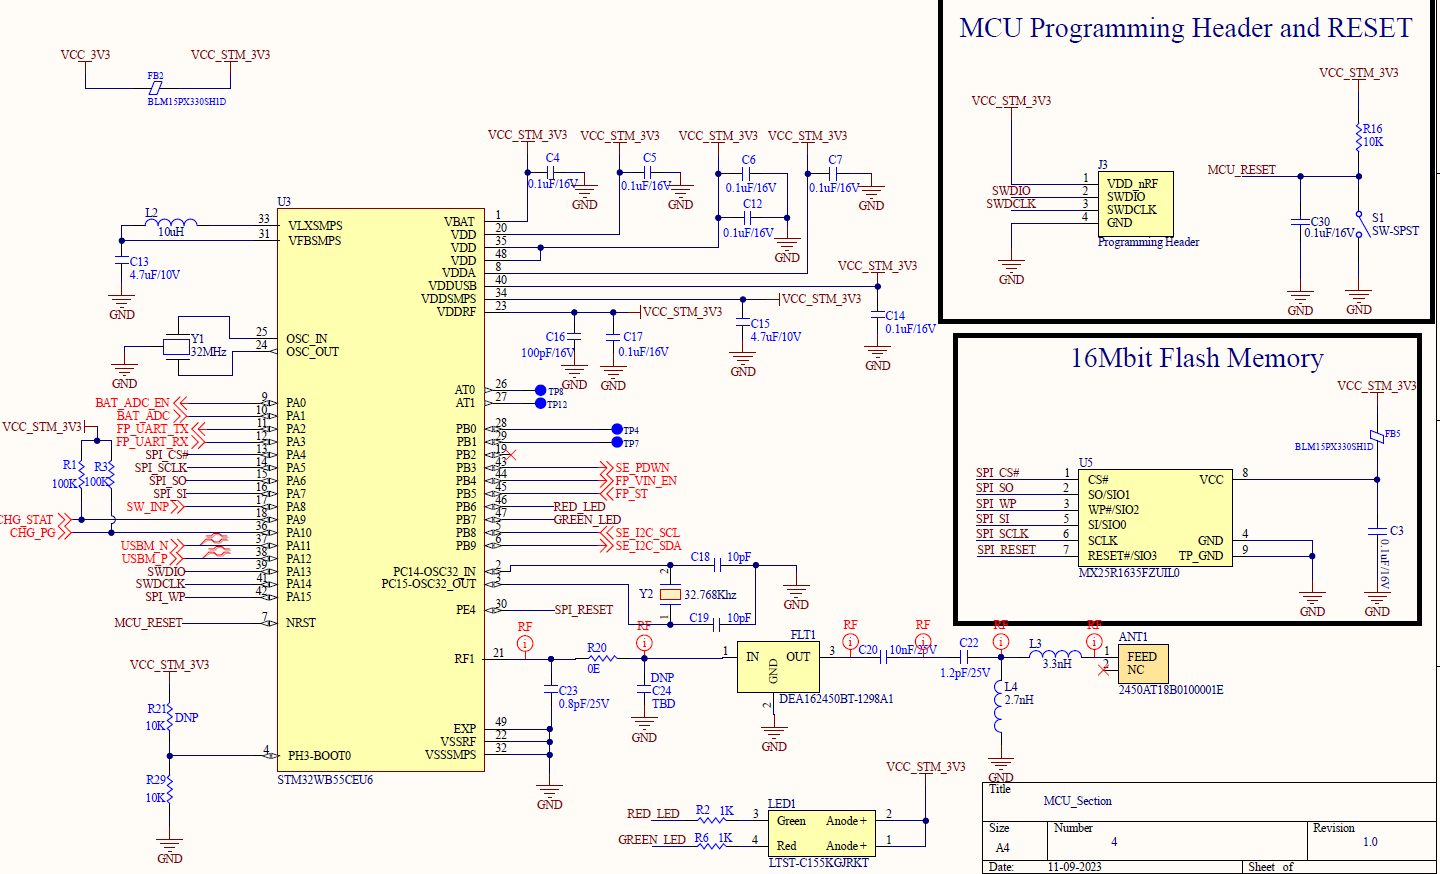 MCU Programming Header and RESET
VCC_3V3
VCC_STM_3V3
FB2
BLM15PX330SH1D
VCC_STM_3V3
VCC_STM_3V3
J3
1 VDD_nRF
SWDIO 2 SWDIO
SWDCLK 3 SWDCLK
4 GND
Programming Header
GND
R16
10K
MCU_RESET
C30
0.1uF/16V
S1
SW-SPST
GND
GND
VCC_STM_3V3
VCC_STM_3V3
VCC_STM_3V3
VCC_STM_3V3
C4
0.1uF/16V
GND
C5
0.1uF/16V
GND
C6
0.1uF/16V
C12
0.1uF/16V
GND
C7
0.1uF/16V
GND
U3
L2
10uH
C13
4.7uF/10V
GND
33 VLXSMPS
31 VFBSMPS
Y1
32MHz
GND
25 OSC_IN
24 OSC_OUT
BAT_ADC_EN 9 PA0
BAT_ADC 10 PA1
FP_UART_TX 11 PA2
FP_UART_RX 12 PA3
SPI_CS# 13 PA4
SPI_SCLK 14 PA5
SPI_SO 15 PA6
SPI_SI 16 PA7
SW_INP 17 PA8
CHG_STAT 18 PA9
CHG_PG 36 PA10
USBM_N 37 PA11
USBM_P 38 PA12
SWDIO 39 PA13
SWDCLK 41 PA14
SPI_WP 42 PA15
MCU_RESET 7 NRST
VCC_STM_3V3
R1
100K
R3
100K
VCC_STM_3V3
R21
10K
DNP
4 PH3-BOOT0
R29
10K
GND
STM32WB55CEU6
VBAT 1
VDD 20
VDD 35
VDD 48
VDDA 8
VDDUSB 40
VDDSMPS 34
VDDRF 23
VCC_STM_3V3
VCC_STM_3V3
VCC_STM_3V3
C14
0.1uF/16V
GND
C15
4.7uF/10V
GND
C16
100pF/16V
GND
C17
0.1uF/16V
GND
AT0 26 TP8
AT1 27 TP12
PB0 28 TP4
PB1 29 TP7
PB2 19
PB3 43 SE_PDWN
PB4 44 FP_VIN_EN
PB5 45 FP_ST
PB6 46 RED_LED
PB7 47 GREEN_LED
PB8 5 SE_I2C_SCL
PB9 6 SE_I2C_SDA
PC14-OSC32_IN 2
PC15-OSC32_OUT 3
C18 10pF
Y2 32.768Khz
2
1
C19 10pF
GND
PE4 30 SPI_RESET
RF1 21
RF
i
C23
0.8pF/25V
R20
0E
RF
i
DNP
C24
TBD
GND
EXP 49
VSSRF 22
VSSSMPS 32
GND
FLT1
1 IN OUT 3
GND
2
DEA162450BT-1298A1
GND
RF
i
C20 10nF/25V
RF
i
C22
1.2pF/25V
RF
i
L4
2.7nH
GND
L3
3.3nH
RF
i
ANT1
1 FEED
2 NC
2450AT18B0100001E
16Mbit Flash Memory
VCC_STM_3V3
FB5
BLM15PX330SH1D
U5
SPI_CS# 1 CS# VCC 8
SPI_SO 2 SO/SIO1
SPI_WP 3 WP#/SIO2
SPI_SI 5 SI/SIO0
SPI_SCLK 6 SCLK GND 4
SPI_RESET 7 RESET#/SIO3 TP_GND 9
MX25R1635FZUIL0
C3
0.1uF/16V
GND
GND
VCC_STM_3V3
LED1
RED_LED R2 1K 3 Green Anode+ 2
GREEN_LED R6 1K 4 Red Anode+ 1
LTST-C155KGJRKT
Title
MCU_Section
Size Number Revision
A4 4 1.0
Date: 11-09-2023 Sheet of